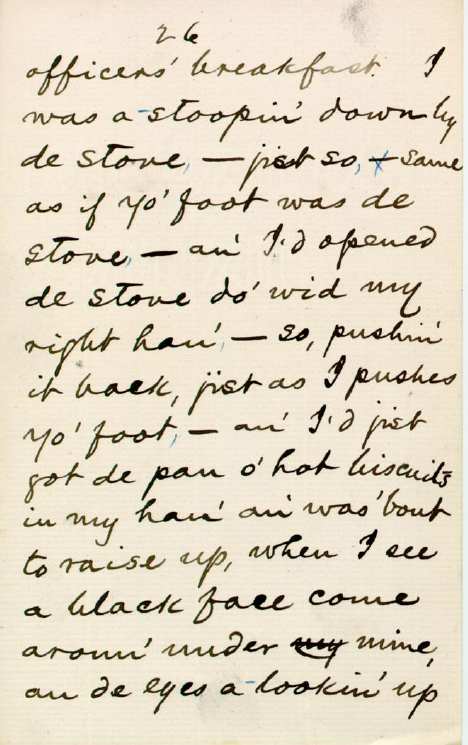 26
officers' breakfast. I
was a-stoopin' down by
de stove, — jist so, — same
as if yo' foot was de
stove, — an' I'd opened
de stove do' wid my
right han', — so, pushin'
it back, jist as I pushes
yo' foot, — an' I'd jist
got de pan o' hot biscuits
in my han' an' was 'bout
to raise up, when I see
a black face come
aroun' under my mine,
an' de eyes a-lookin' up